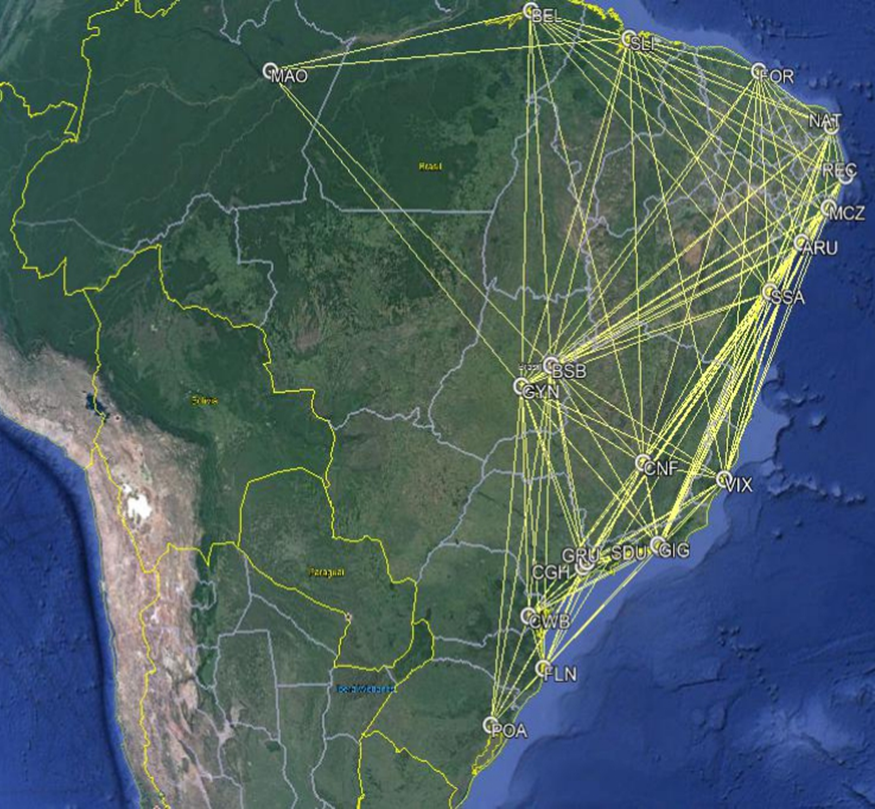 BEL
SLI
MAO
FOR
NAT
Brasil
REC
MCZ
ARU
SSA
BSB
GYN
Bolívia
CNF
VIX
GRU SDU GIG
CGH
Paraguai
CWB
FLN
POA